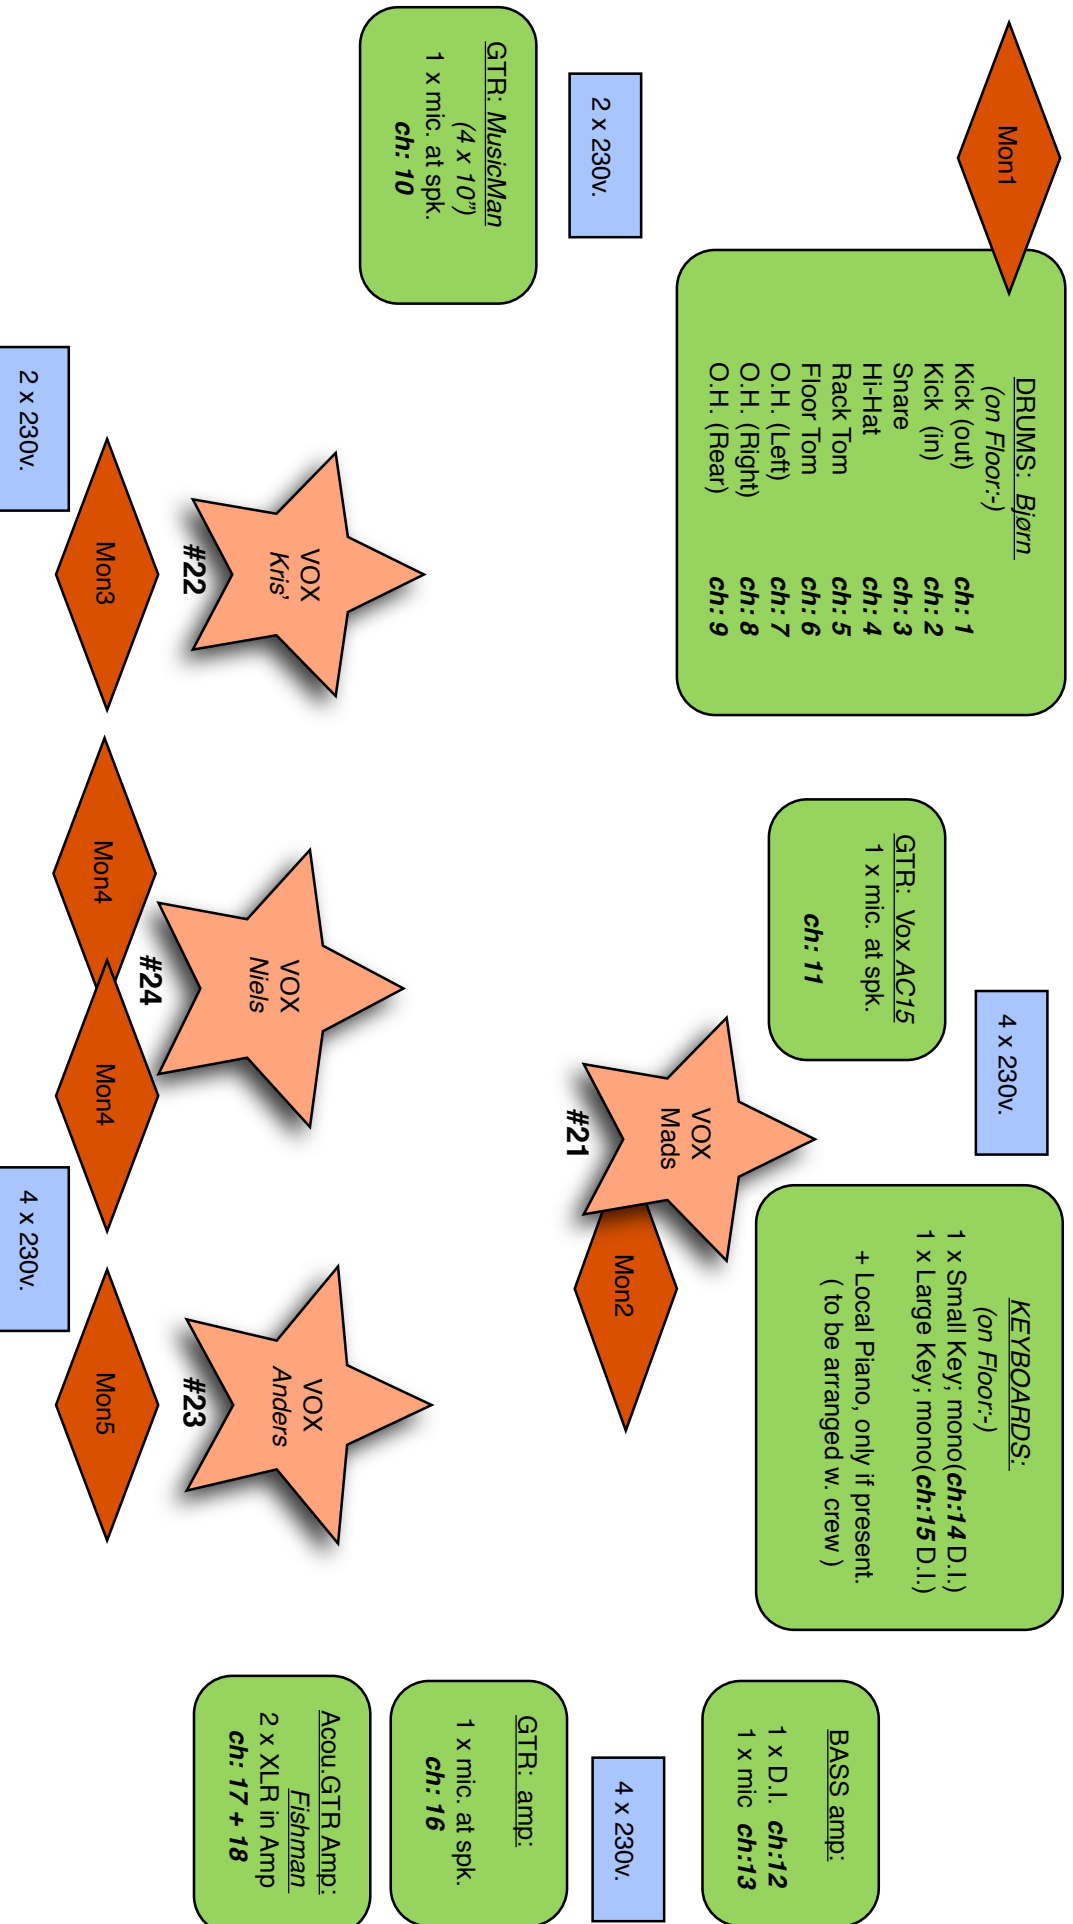 Mon1
DRUMS: Bjørn
(on Floor:-)
Kick (out) ch: 1
Kick (in) ch: 2
Snare ch: 3
Hi-Hat ch: 4
Rack Tom ch: 5
Floor Tom ch: 6
O.H. (Left) ch: 7
O.H. (Right) ch: 8
O.H. (Rear) ch: 9
4 x 230v.
GTR: Vox AC15
1 x mic. at spk.
ch: 11
KEYBOARDS:
(on Floor:-)
1 x Small Key; mono(ch:14 D.I.)
1 x Large Key; mono(ch:15 D.I.)
+ Local Piano, only if present.
( to be arranged w. crew )
BASS amp:
1 x D.I. ch:12
1 x mic ch:13
2 x 230v.
VOX
Mads
#21
Mon2
4 x 230v.
GTR: MusicMan
(4 x 10”)
1 x mic. at spk.
ch: 10
GTR: amp:
1 x mic. at spk.
ch: 16
VOX
Kris’
#22
VOX
Niels
#24
VOX
Anders
#23
Acou.GTR Amp:
Fishman
2 x XLR in Amp
ch: 17 + 18
Mon3
Mon4
Mon4
Mon5
2 x 230v.
4 x 230v.